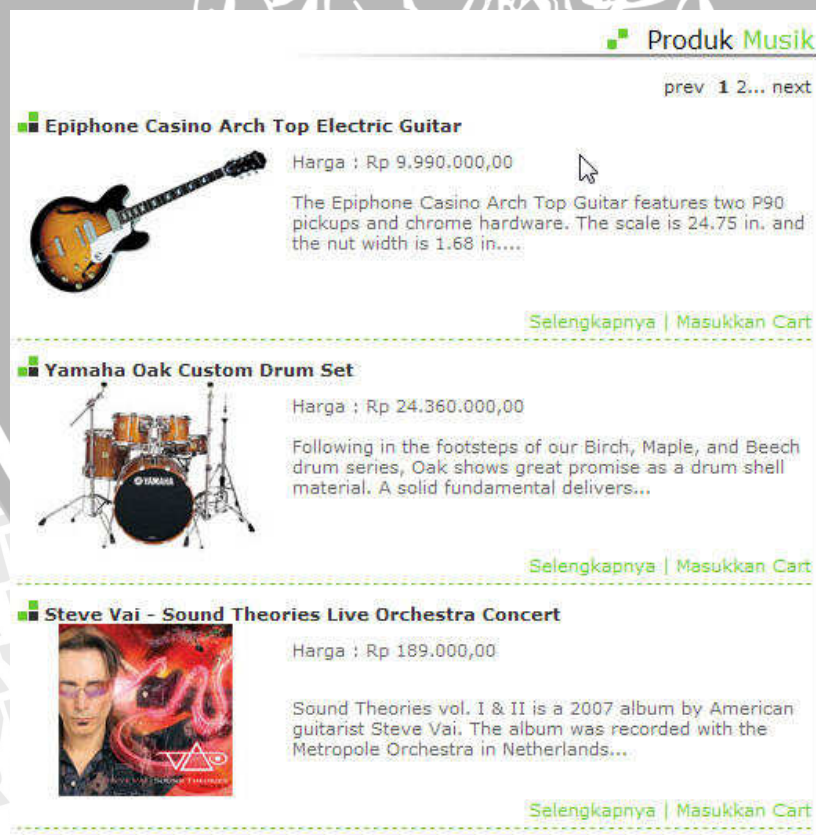 Produk Musik
prev 1 2... next
Epiphone Casino Arch Top Electric Guitar
Harga : Rp 9.990.000,00
The Epiphone Casino Arch Top Guitar features two P90
pickups and chrome hardware. The scale is 24.75 in. and
the nut width is 1.68 in....
Selengkapnya | Masukkan Cart
Yamaha Oak Custom Drum Set
Harga : Rp 24.360.000,00
YAMAHA
Following in the footsteps of our Birch, Maple, and Beech
drum series, Oak shows great promise as a drum shell
material. A solid fundamental delivers...
Selengkapnya | Masukkan Cart
Steve Vai - Sound Theories Live Orchestra Concert
Harga : Rp 189.000,00
Sound Theories vol. I & II is a 2007 album by American
guitarist Steve Vai. The album was recorded with the
Metropole Orchestra in Netherlands...
VAI
STEVE VAI SOUND THEORIES
Selengkapnya | Masukkan Cart